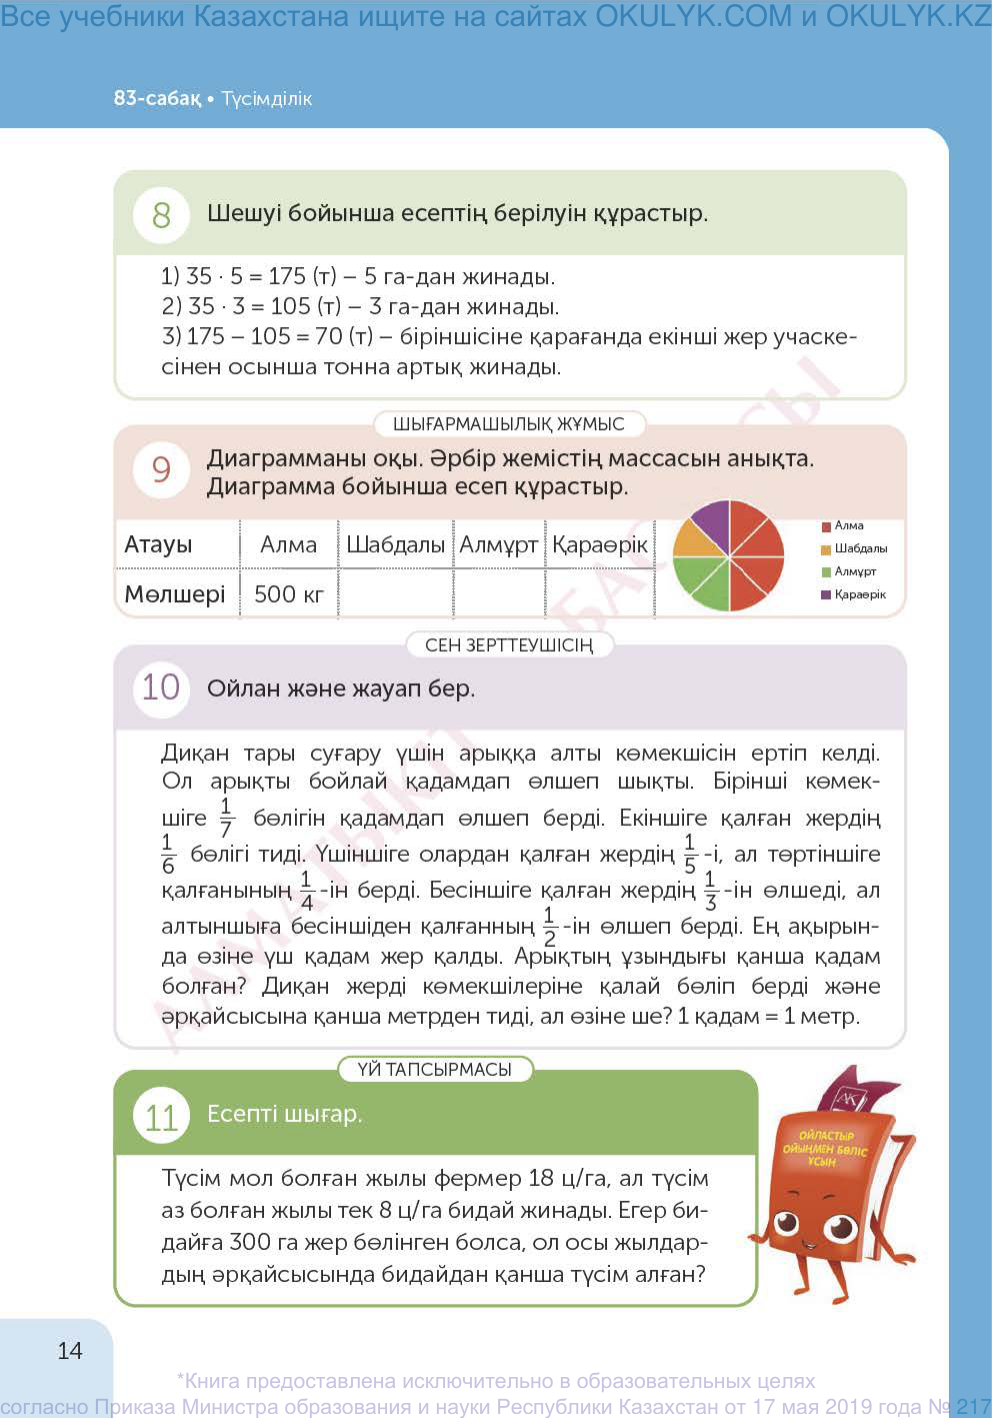 Все учебники Казахстана ищите на сайтах OKULYK.COM и OKULYK.KZ
83-сабақ • Түсімділік
8 Шешуі бойынша есептің берілуін құрастыр.
1) 35 · 5 = 175 (т) – 5 га-дан жинады.
2) 35 · 3 = 105 (т) – 3 га-дан жинады.
3) 175 – 105 = 70 (т) – біріншісіне қарағанда екінші жер учаске-
сінен осынша тонна артық жинады.
ШЫҒАРМАШЫЛЫҚ ЖҰМЫС
9 Диаграмманы оқы. Әрбір жемістің массасын анықта.
Диаграмма бойынша есеп құрастыр.
Атауы Алма Шабдалы Алмұрт Қараөрік
Мөлшері 500 кг
Алма
Шабдалы
Алмұрт
Қараөрік
СЕН ЗЕРТТЕУШІСІҢ
10 Ойлан және жауап бер.
Диқан тары суғару үшін арыққа алты көмекшісін ертіп келді.
Ол арықты бойлай қадамдап өлшеп шықты. Бірінші көмек-
шіге 1/7 бөлігін қадамдап өлшеп берді. Екіншіге қалған жердің
1/6 бөлігі тиді. Үшіншіге олардан қалған жердің 1/5-і, ал төртіншіге
қалғанының 1/4-ін берді. Бесіншіге қалған жердің 1/3-ін өлшеді, ал
алтыншыға бесіншіден қалғанның 1/2-ін өлшеп берді. Ең ақырын-
да өзіне үш қадам жер қалды. Арықтың ұзындығы қанша қадам
болған? Диқан жерді көмекшілеріне қалай бөліп берді және
әрқайсысына қанша метрден тиді, ал өзіне ше? 1 қадам = 1 метр.
ҮЙ ТАПСЫРМАСЫ
11 Есепті шығар.
Түсім мол болған жылы фермер 18 ц/га, ал түсім
аз болған жылы тек 8 ц/га бидай жинады. Егер би-
дайға 300 га жер бөлінген болса, ол осы жылдар-
дың әрқайсысында бидайдан қанша түсім алған?
АК
ОЙЛАСТЫР
ОЙЫҢМЕН БӨЛІС
ҰСЫН
АЛМАТЫКІТАП БАСПАСЫ
14
*Книга предоставлена исключительно в образовательных целях
согласно Приказа Министра образования и науки Республики Казахстан от 17 мая 2019 года № 217